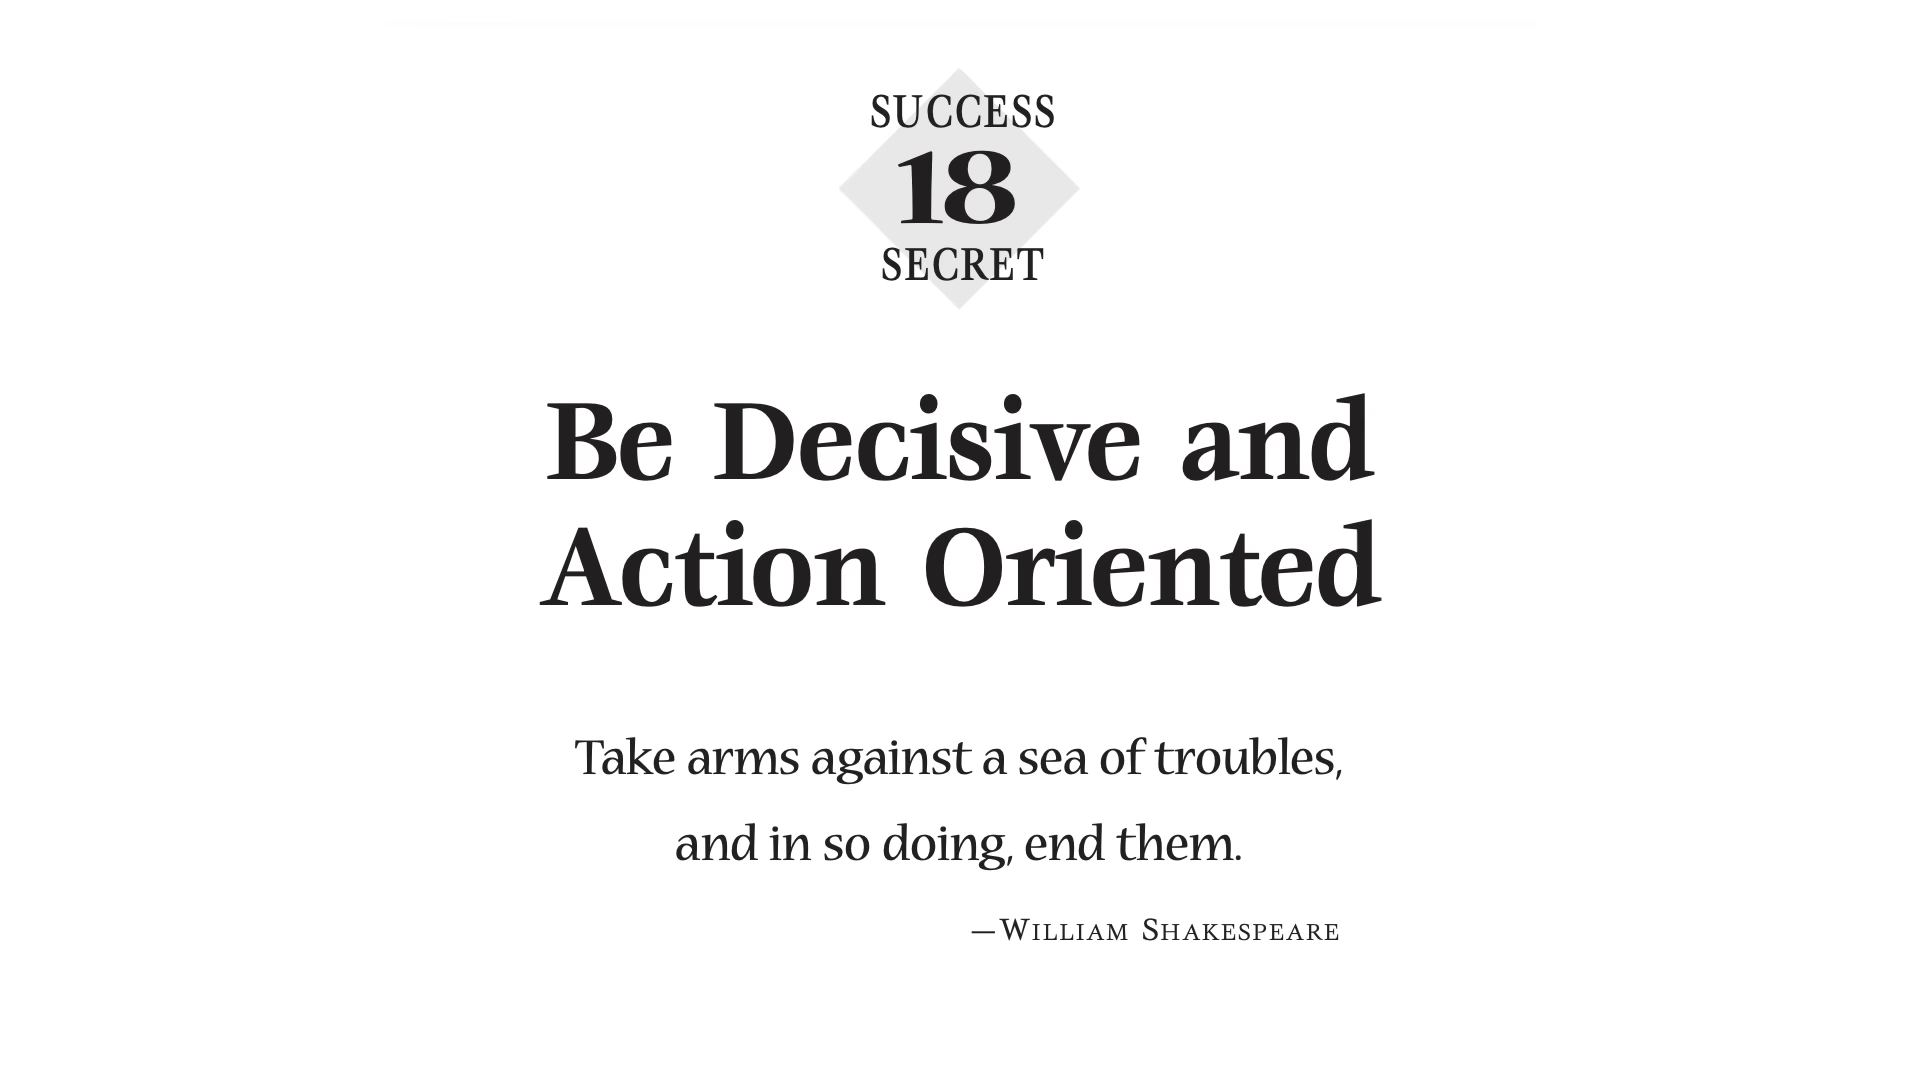 SUCCESS
18
SECRET
Be Decisive and
Action Oriented
Take arms against a sea of troubles,
and in so doing, end them.
—William Shakespeare